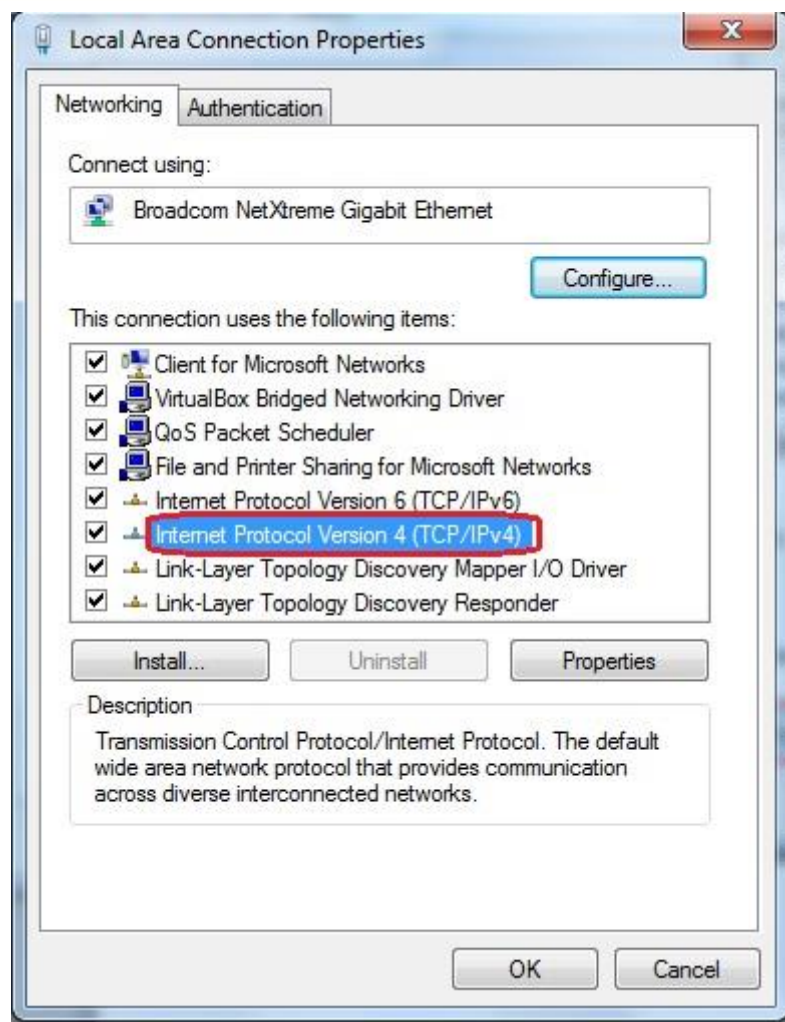 Local Area Connection Properties
Networking
Authentication
Connect using:
Broadcom NetXtreme Gigabit Ethernet
Configure...
This connection uses the following items:
Client for Microsoft Networks
VirtualBox Bridged Networking Driver
QoS Packet Scheduler
File and Printer Sharing for Microsoft Networks
Internet Protocol Version 6 (TCP/IPv6)
Internet Protocol Version 4 (TCP/IPv4)
Link-Layer Topology Discovery Mapper I/O Driver
Link-Layer Topology Discovery Responder
Install...
Uninstall
Properties
Description
Transmission Control Protocol/Internet Protocol. The default
wide area network protocol that provides communication
across diverse interconnected networks.
OK
Cancel